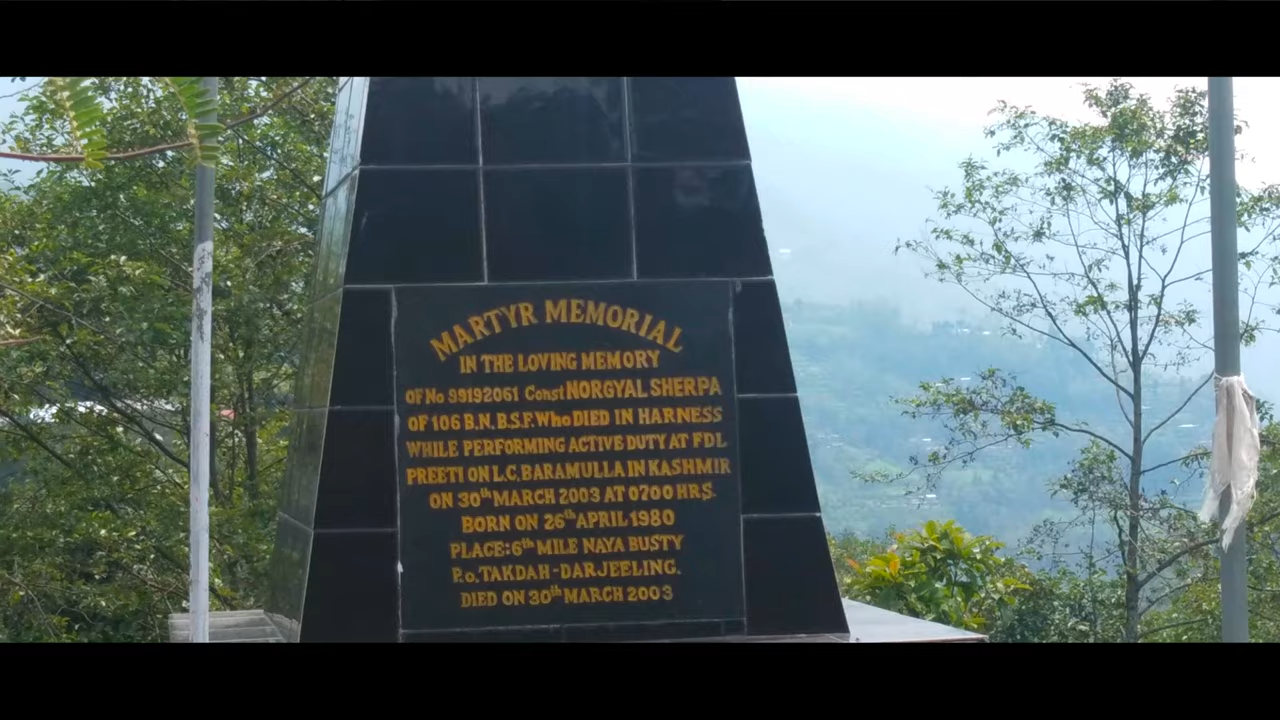 MARTYR MEMORIAL
IN THE LOVING MEMORY
OF No 99192061 Const NORGYAL SHERPA
OF 106 B.N. B.S.F. Who DIED IN HARNESS
WHILE PERFORMING ACTIVE DUTY AT FDL
PREETI ON L.C. BARAMULLA IN KASHMIR
ON 30th MARCH 2003 AT 0700 HRS.
BORN ON 26th APRIL 1980
PLACE: 6th MILE NAYA BUSTY
P.o. TAKDAH-DARJEELING.
DIED ON 30th MARCH 2003